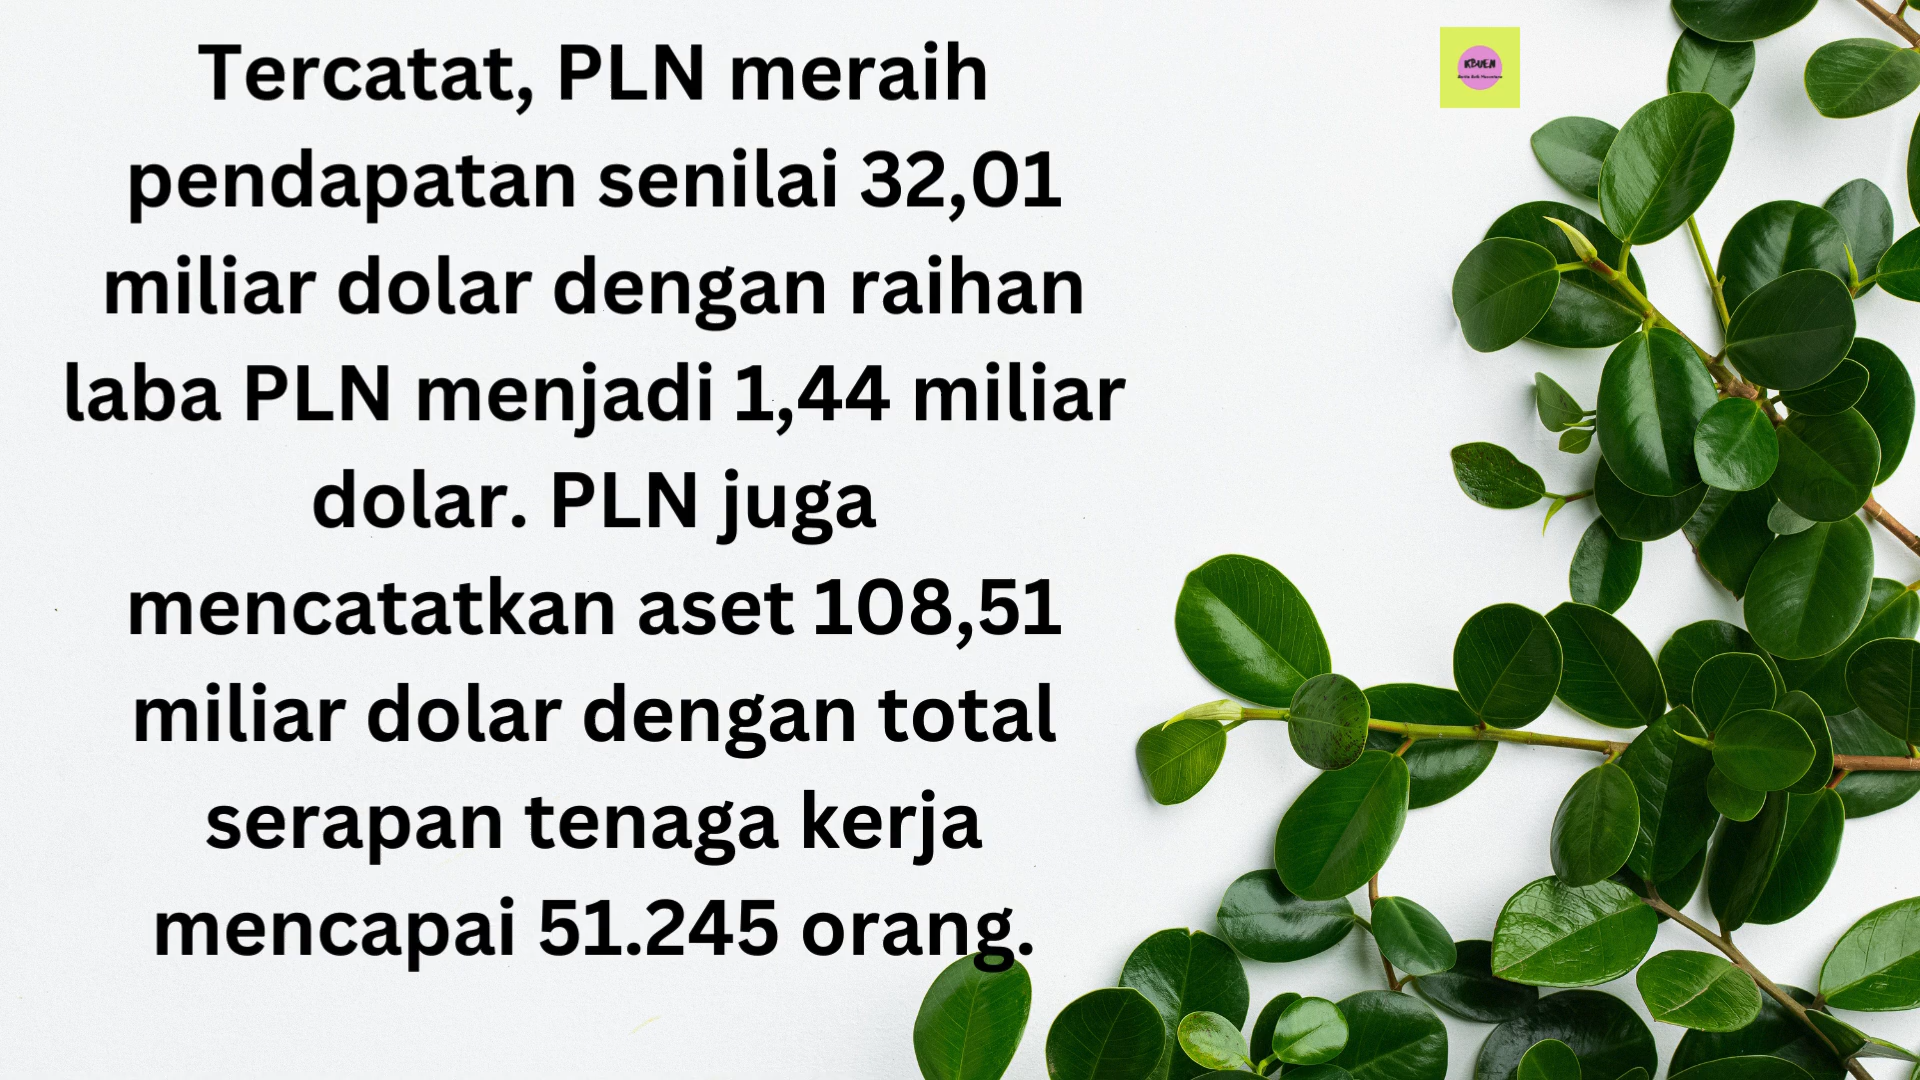 Tercatat, PLN meraih
pendapatan senilai 32,01
miliar dolar dengan raihan
laba PLN menjadi 1,44 miliar
dolar. PLN juga
mencatatkan aset 108,51
miliar dolar dengan total
serapan tenaga kerja
mencapai 51.245 orang.
KBUEN